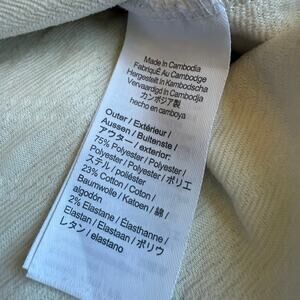 Made in Cambodia
Fabriqué Au Cambodge
Hergestellt in Kambodscha
Vervaardigd in Cambodja
カンボジア製
hecho en camboya
Outer / Extérieur /
Aussen / Buitenste /
アウター / exterior:
75% Polyester / Polyester /
Polyester / Polyester / ポリエ
ステル / poliéster
23% Cotton / Coton /
Baumwolle / Katoen / 綿 /
algodón
2% Elastane / Élasthanne /
Elastan / Elastaan / ポリウ
レタン / elastano